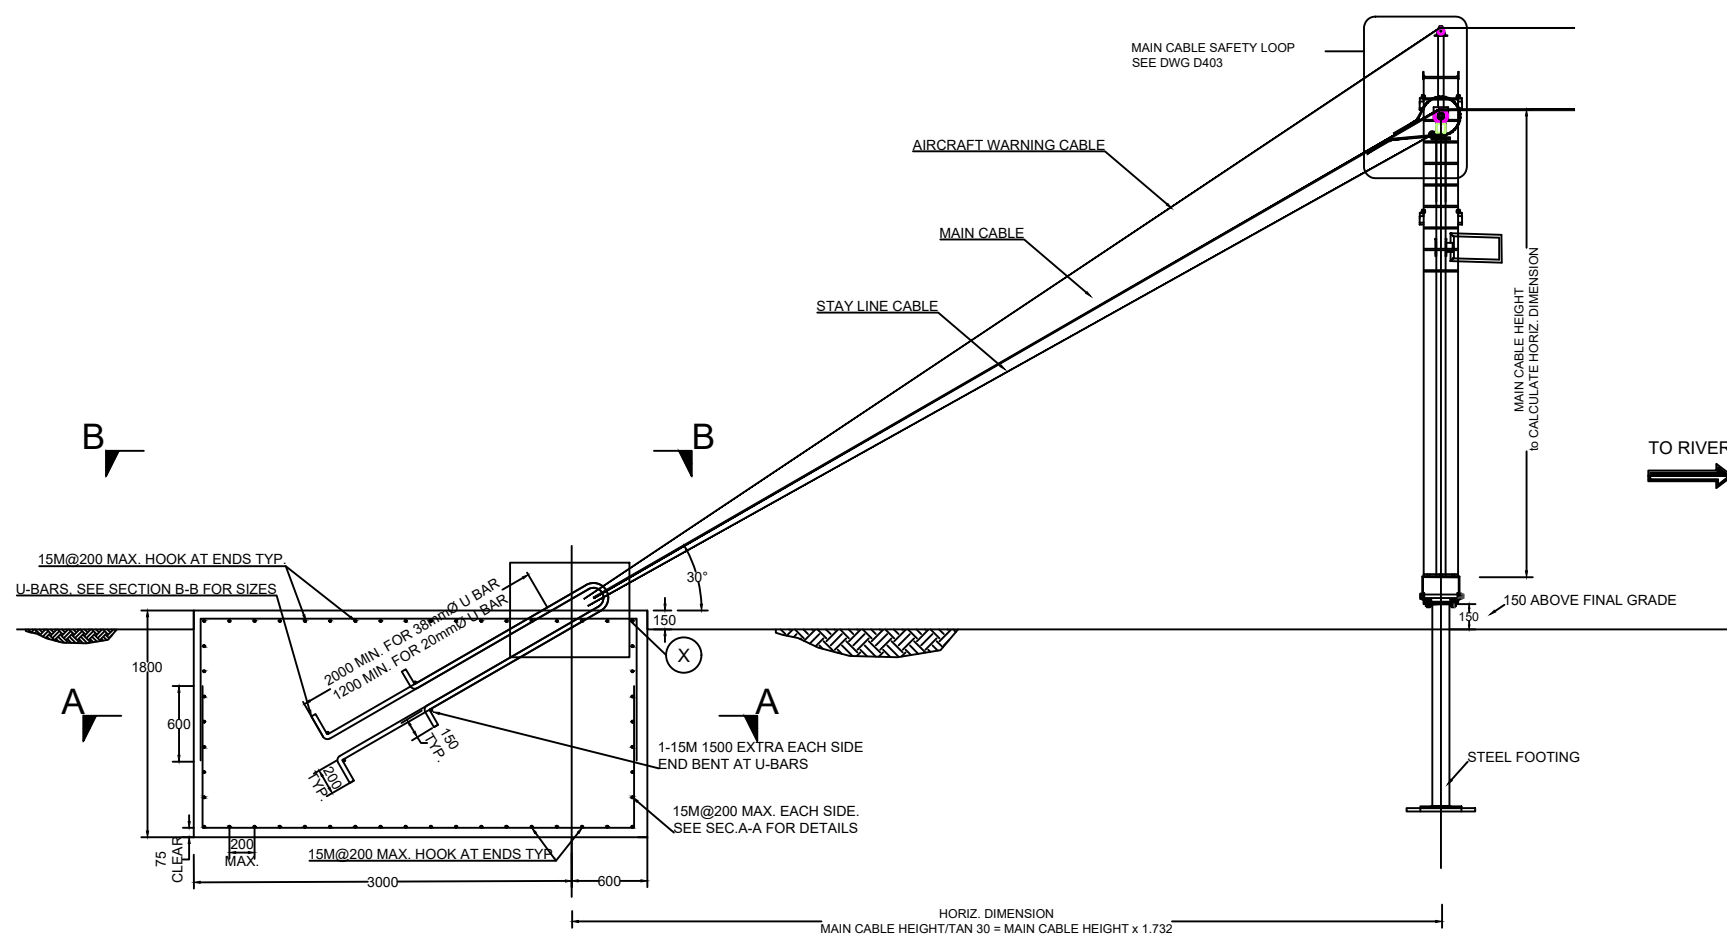 MAIN CABLE SAFETY LOOP
SEE DWG D403
AIRCRAFT WARNING CABLE
MAIN CABLE
STAY LINE CABLE
MAIN CABLE HEIGHT
to CALCULATE HORIZ. DIMENSION
TO RIVER
B
B
15M@200 MAX. HOOK AT ENDS TYP.
U-BARS, SEE SECTION B-B FOR SIZES
2000 MIN. FOR 38mmØ U BAR
1200 MIN. FOR 20mmØ U BAR
30°
150
150
150 ABOVE FINAL GRADE
X
1800
A
A
600
150
TYP.
200
TYP.
1-15M 1500 EXTRA EACH SIDE
END BENT AT U-BARS
STEEL FOOTING
15M@200 MAX. EACH SIDE.
SEE SEC.A-A FOR DETAILS
75
CLEAR
200
MAX.
15M@200 MAX. HOOK AT ENDS TYP.
3000
600
HORIZ. DIMENSION
MAIN CABLE HEIGHT/TAN 30 = MAIN CABLE HEIGHT x 1.732